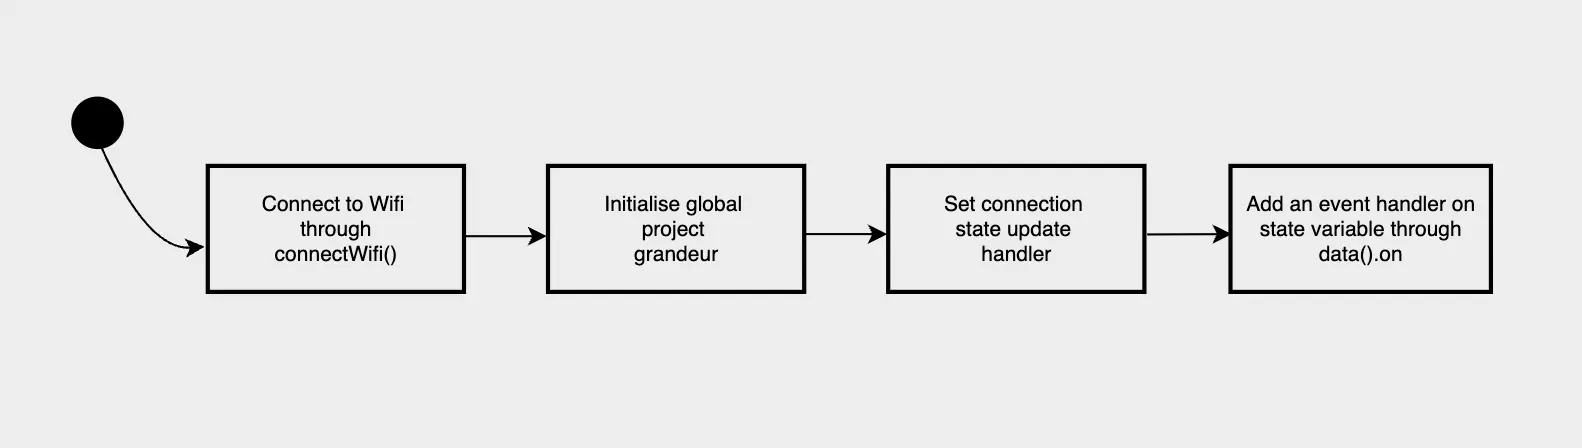 Connect to Wifi
through
connectWifi()
Initialise global
project
grandeur
Set connection
state update
handler
Add an event handler on
state variable through
data().on